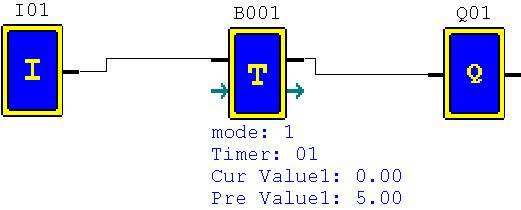 I01 B001 Q01
I T Q
mode: 1
Timer: 01
Cur Value1: 0.00
Pre Value1: 5.00